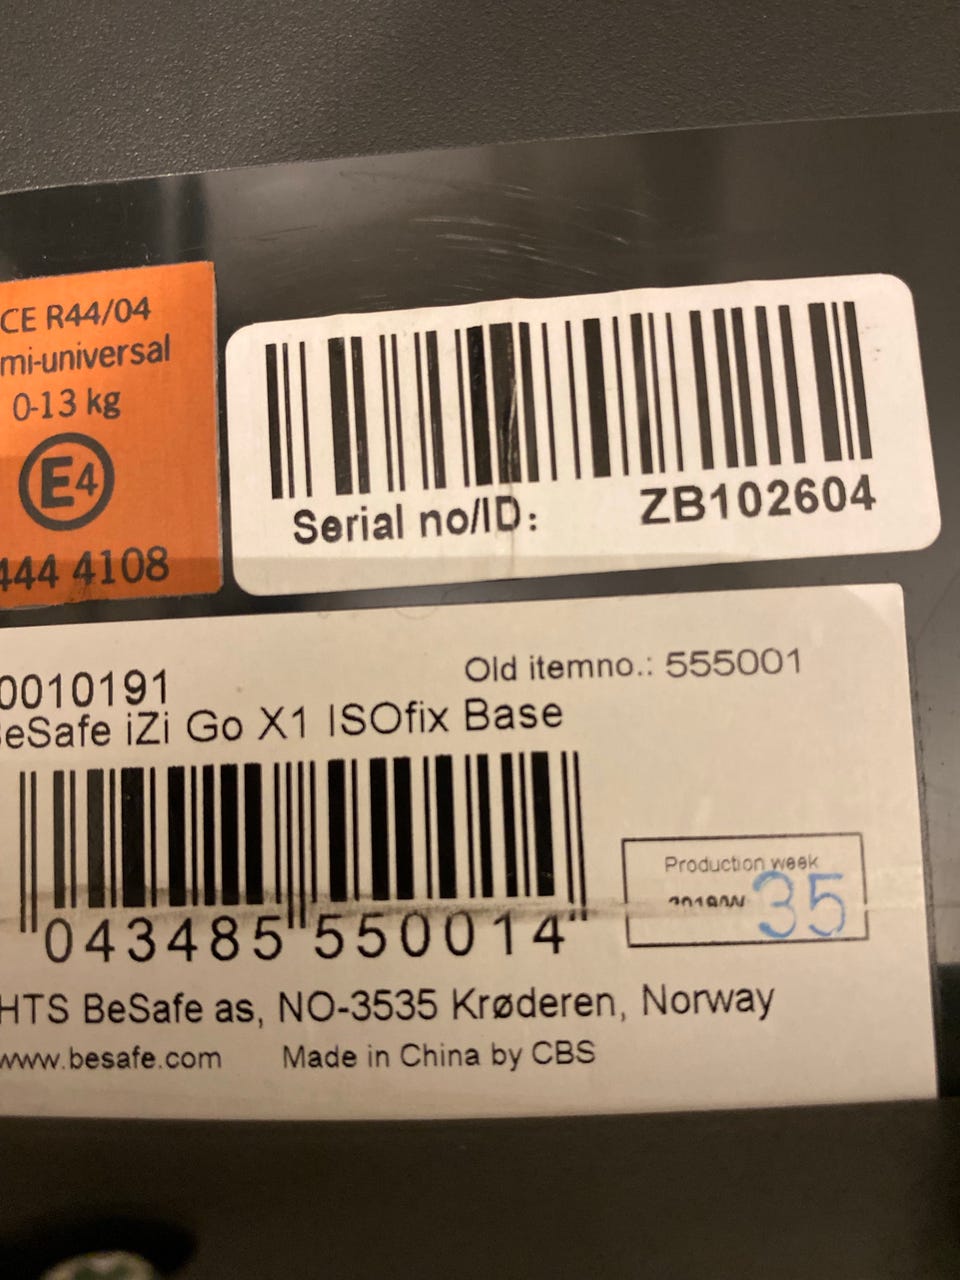 CE R44/04
mi-universal
0-13 kg
E4
444 4108
Serial no/ID: ZB102604
0010191
Old itemno.: 555001
BeSafe iZi Go X1 ISOfix Base
043485 550014
Production week
35
HTS BeSafe as, NO-3535 Krøderen, Norway
www.besafe.com Made in China by CBS